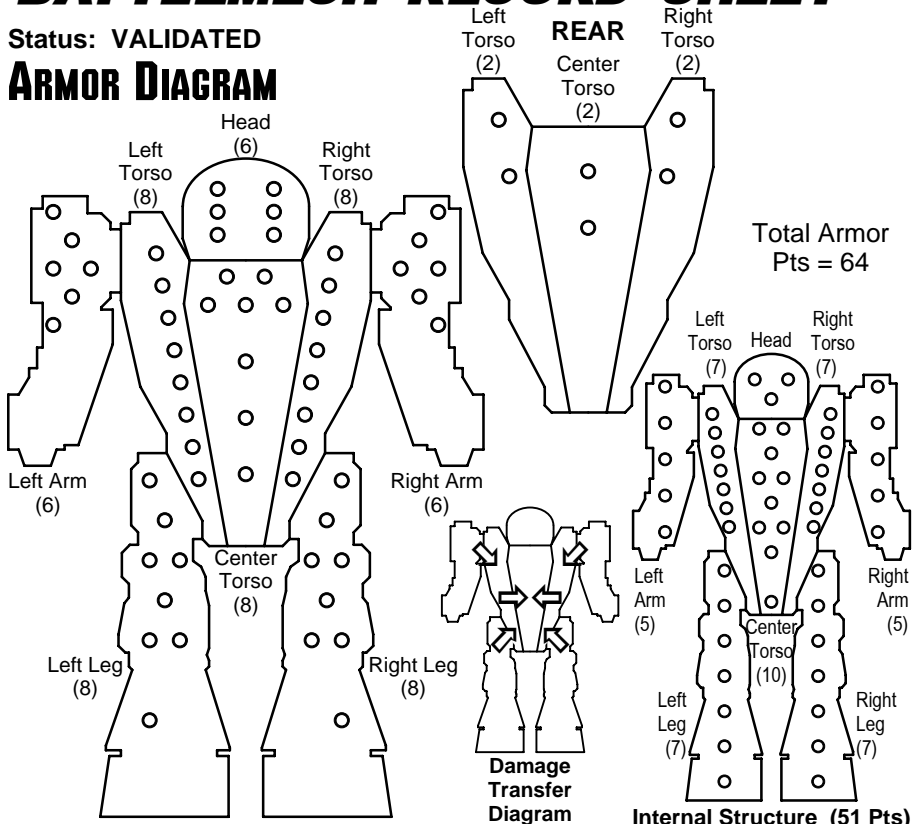 BATTLEMECH RECORD SHEET
Status: VALIDATED
ARMOR DIAGRAM
Left
Torso
(2)
REAR
Right
Torso
(2)
Center
Torso
(2)
Head
(6)
Left
Torso
(8)
Right
Torso
(8)
Total Armor
Pts = 64
Left Arm
(6)
Right Arm
(6)
Center
Torso
(8)
Left Leg
(8)
Right Leg
(8)
Damage
Transfer
Diagram
Left
Torso
(7)
Head
Right
Torso
(7)
Left
Arm
(5)
Right
Arm
(5)
Center
Torso
(10)
Left
Leg
(7)
Right
Leg
(7)
Internal Structure (51 Pts)